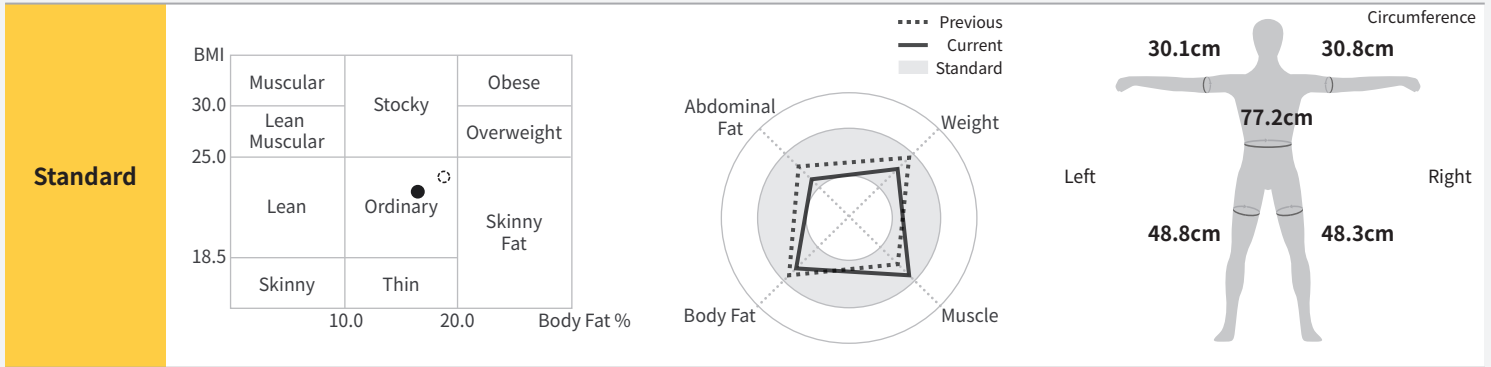 Standard
BMI
30.0
25.0
18.5
Muscular
Stocky
Obese
Lean
Muscular
Overweight
Lean
Ordinary
Skinny
Fat
Skinny
Thin
10.0
20.0
Body Fat %
Previous
Current
Standard
Abdominal
Fat
Weight
Body Fat
Muscle
Circumference
30.1cm
30.8cm
77.2cm
Left
Right
48.8cm
48.3cm